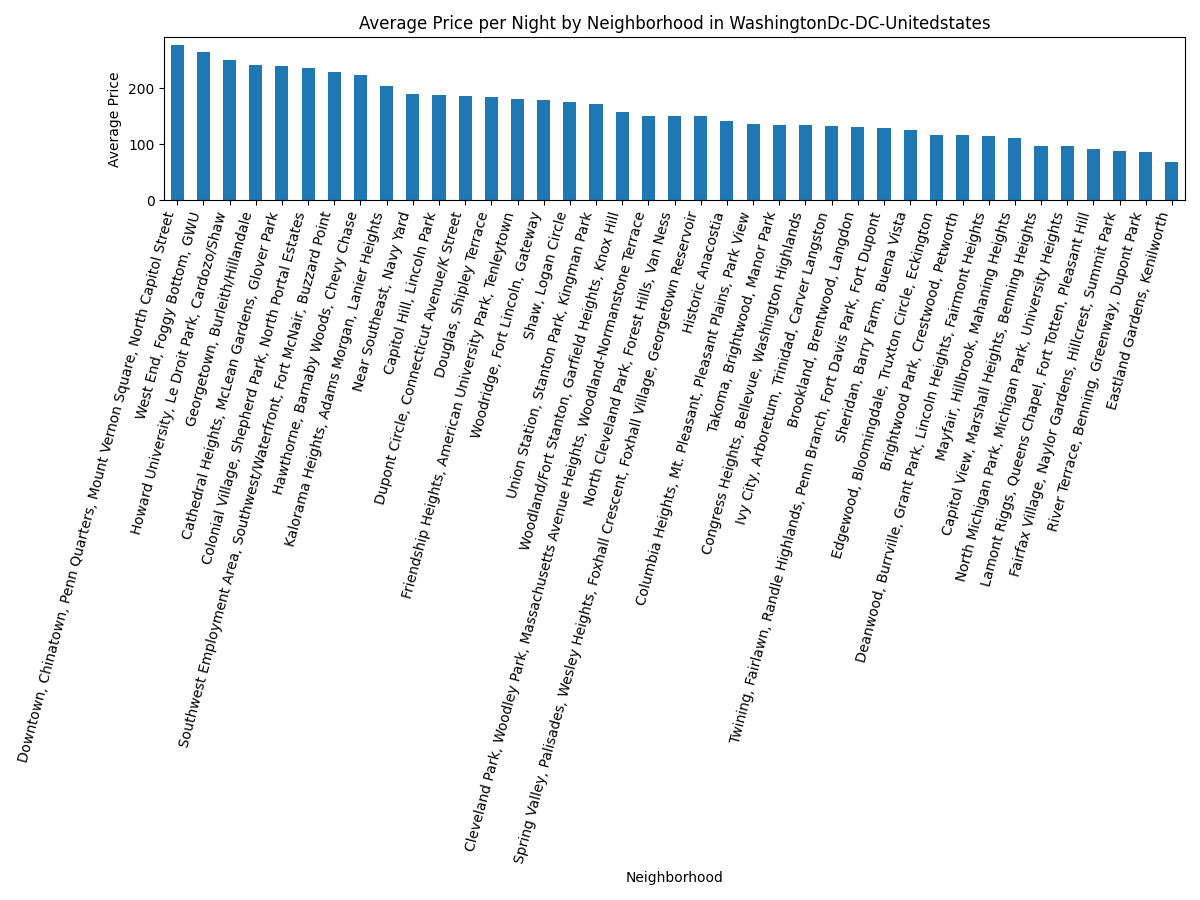 Average Price per Night by Neighborhood in WashingtonDc-DC-Unitedstates
Average Price
200
100
0
Downtown, Chinatown, Penn Quarters, Mount Vernon Square, North Capitol Street
West End, Foggy Bottom, GWU
Howard University, Le Droit Park, Cardozo/Shaw
Georgetown, Burleith/Hillandale
Cathedral Heights, McLean Gardens, Glover Park
Colonial Village, Shepherd Park, North Portal Estates
Southwest Employment Area, Southwest/Waterfront, Fort McNair, Buzzard Point
Hawthorne, Barnaby Woods, Chevy Chase
Kalorama Heights, Adams Morgan, Lanier Heights
Near Southeast, Navy Yard
Capitol Hill, Lincoln Park
Dupont Circle, Connecticut Avenue/K Street
Douglas, Shipley Terrace
Friendship Heights, American University Park, Tenleytown
Woodridge, Fort Lincoln, Gateway
Shaw, Logan Circle
Union Station, Stanton Park, Kingman Park
Woodland/Fort Stanton, Garfield Heights, Knox Hill
Cleveland Park, Woodley Park, Massachusetts Avenue Heights, Woodland-Normanstone Terrace
North Cleveland Park, Forest Hills, Van Ness
Spring Valley, Palisades, Wesley Heights, Foxhall Crescent, Foxhall Village, Georgetown Reservoir
Historic Anacostia
Columbia Heights, Mt. Pleasant, Pleasant Plains, Park View
Takoma, Brightwood, Manor Park
Congress Heights, Bellevue, Washington Highlands
Ivy City, Arboretum, Trinidad, Carver Langston
Brookland, Brentwood, Langdon
Twining, Fairlawn, Randle Highlands, Penn Branch, Fort Davis Park, Fort Dupont
Sheridan, Barry Farm, Buena Vista
Edgewood, Bloomingdale, Truxton Circle, Eckington
Brightwood Park, Crestwood, Petworth
Deanwood, Burrville, Grant Park, Lincoln Heights, Fairmont Heights
Mayfair, Hillbrook, Mahaning Heights
Capitol View, Marshall Heights, Benning Heights
North Michigan Park, Michigan Park, University Heights
Lamont Riggs, Queens Chapel, Fort Totten, Pleasant Hill
Fairfax Village, Naylor Gardens, Hillcrest, Summit Park
River Terrace, Benning, Greenway, Dupont Park
Eastland Gardens, Kenilworth
Neighborhood